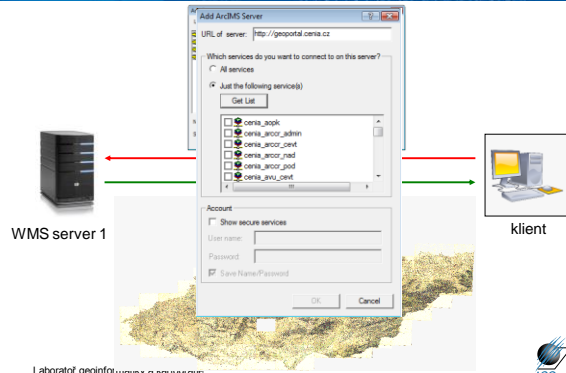 Add ArcIMS Server
URL of server: http://geoportal.cenia.cz
Which services do you want to connect to on this server?
All services
Just the following service(s)
Get List
cenia_aopk
cenia_arccr_admin
cenia_arccr_cevt
cenia_arccr_nad
cenia_arccr_pod
cenia_avu_cevt
WMS server 1
klient
Account
Show secure services
User name:
Password:
Save Name/Password
OK Cancel
Laboratoř